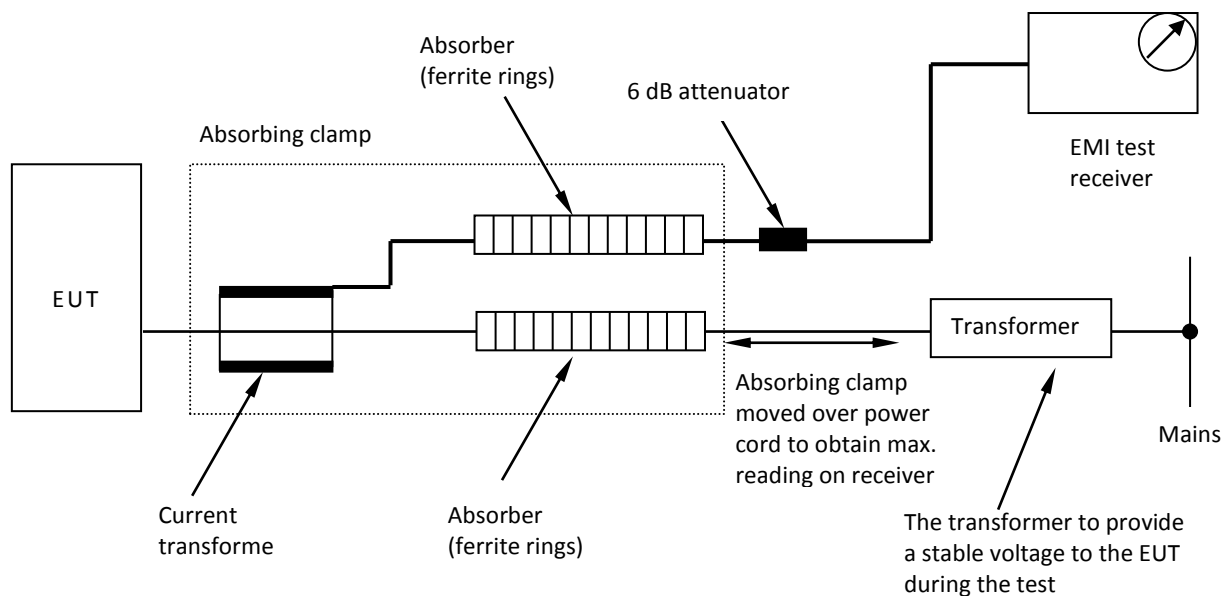 Absorber
(ferrite rings)
6 dB attenuator
Absorbing clamp
EMI test
receiver
EUT
Transformer
Absorbing clamp
moved over power
cord to obtain max.
reading on receiver
Mains
Current
transforme
Absorber
(ferrite rings)
The transformer to provide
a stable voltage to the EUT
during the test